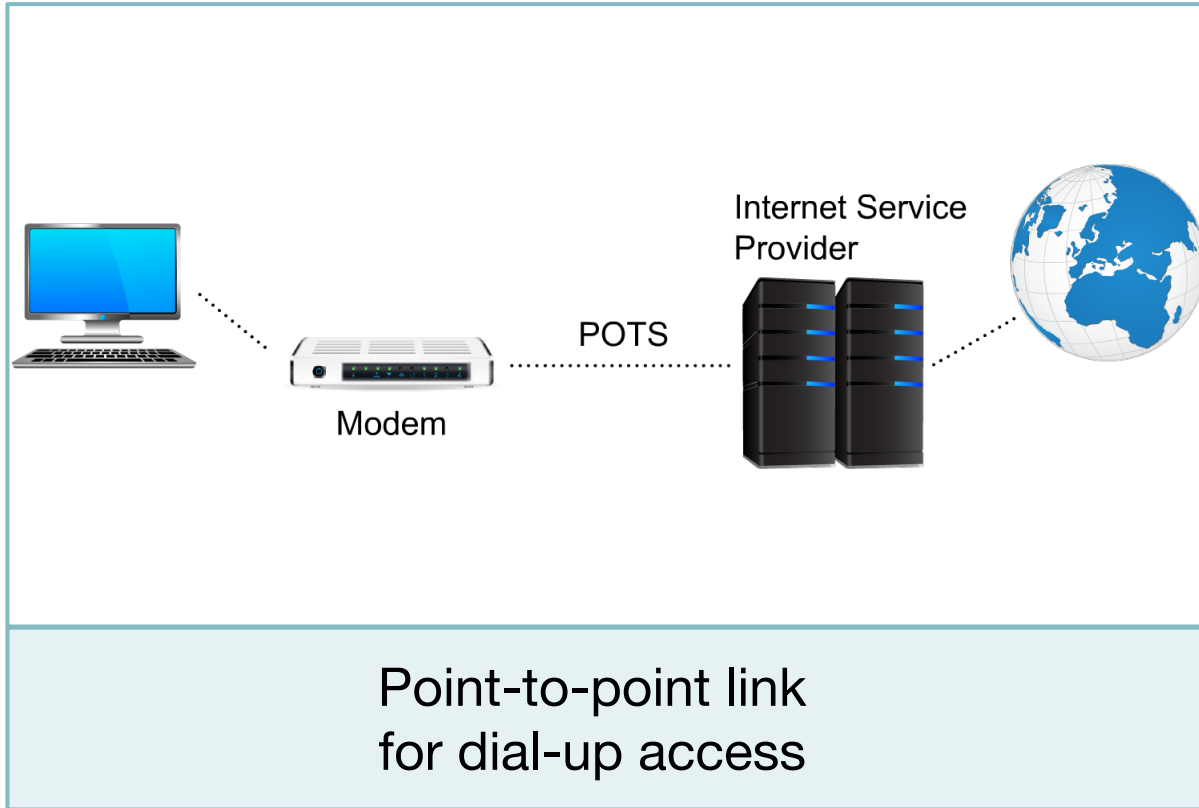 Internet Service
Provider
POTS
Modem
Point-to-point link
for dial-up access